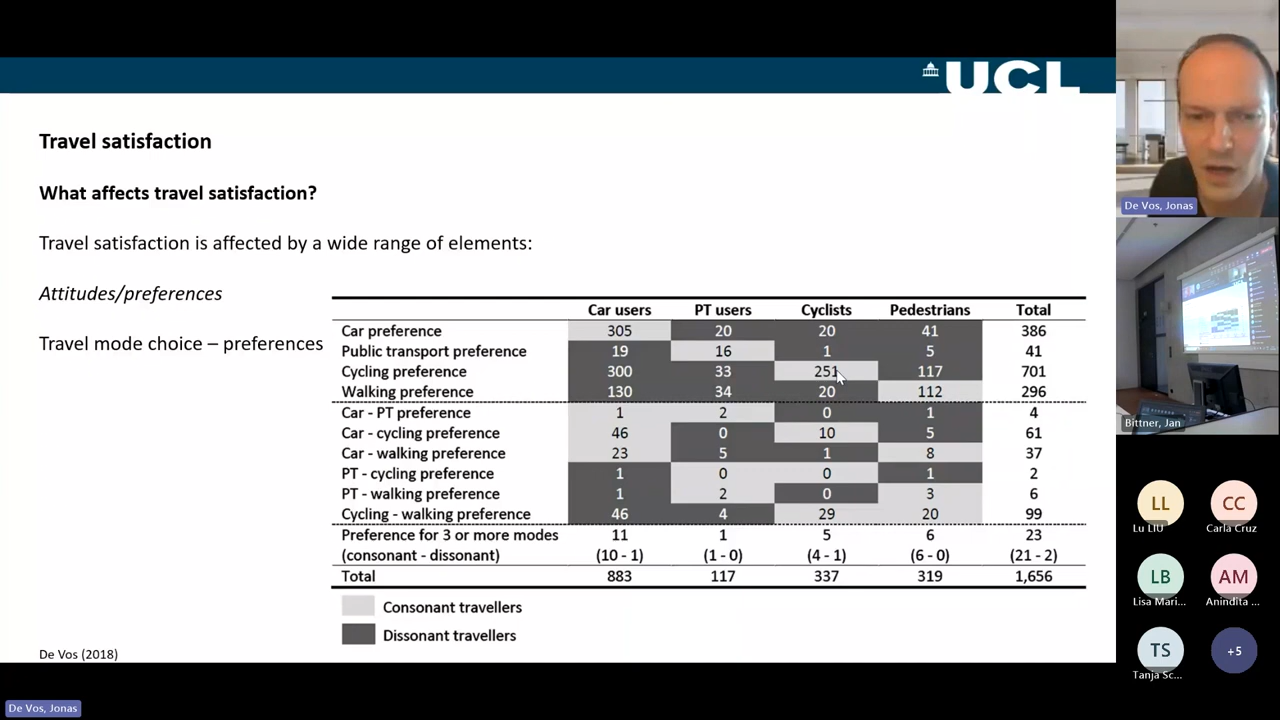 UCL
Travel satisfaction
What affects travel satisfaction?
Travel satisfaction is affected by a wide range of elements:
Attitudes/preferences
Travel mode choice – preferences
Car users PT users Cyclists Pedestrians Total
Car preference 305 20 20 41 386
Public transport preference 19 16 1 5 41
Cycling preference 300 33 251 117 701
Walking preference 130 34 20 112 296
Car - PT preference 1 2 0 1 4
Car - cycling preference 46 0 10 5 61
Car - walking preference 23 5 1 8 37
PT - cycling preference 1 0 0 1 2
PT - walking preference 1 2 0 3 6
Cycling - walking preference 46 4 29 20 99
Preference for 3 or more modes 11 1 5 6 23
(consonant - dissonant) (10 - 1) (1 - 0) (4 - 1) (6 - 0) (21 - 2)
Total 883 117 337 319 1,656
Consonant travellers
Dissonant travellers
De Vos (2018)
De Vos, Jonas
De Vos, Jonas
Bittner, Jan
LL CC
Lu LIU Carla Cruz
LB AM
Lisa Mari... Anindita ...
TS +5
Tanja Sc...